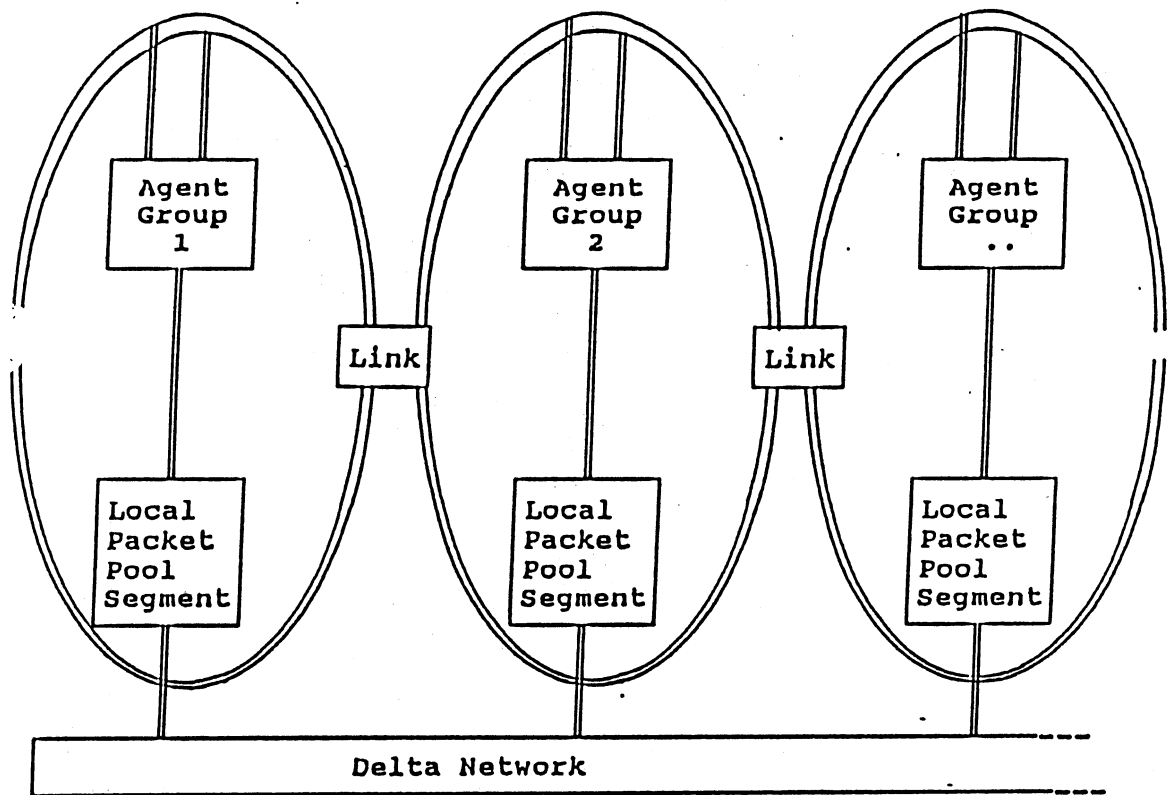 Agent
Group
1
Agent
Group
2
Agent
Group
..
Link
Link
Local
Packet
Pool
Segment
Local
Packet
Pool
Segment
Local
Packet
Pool
Segment
Delta Network